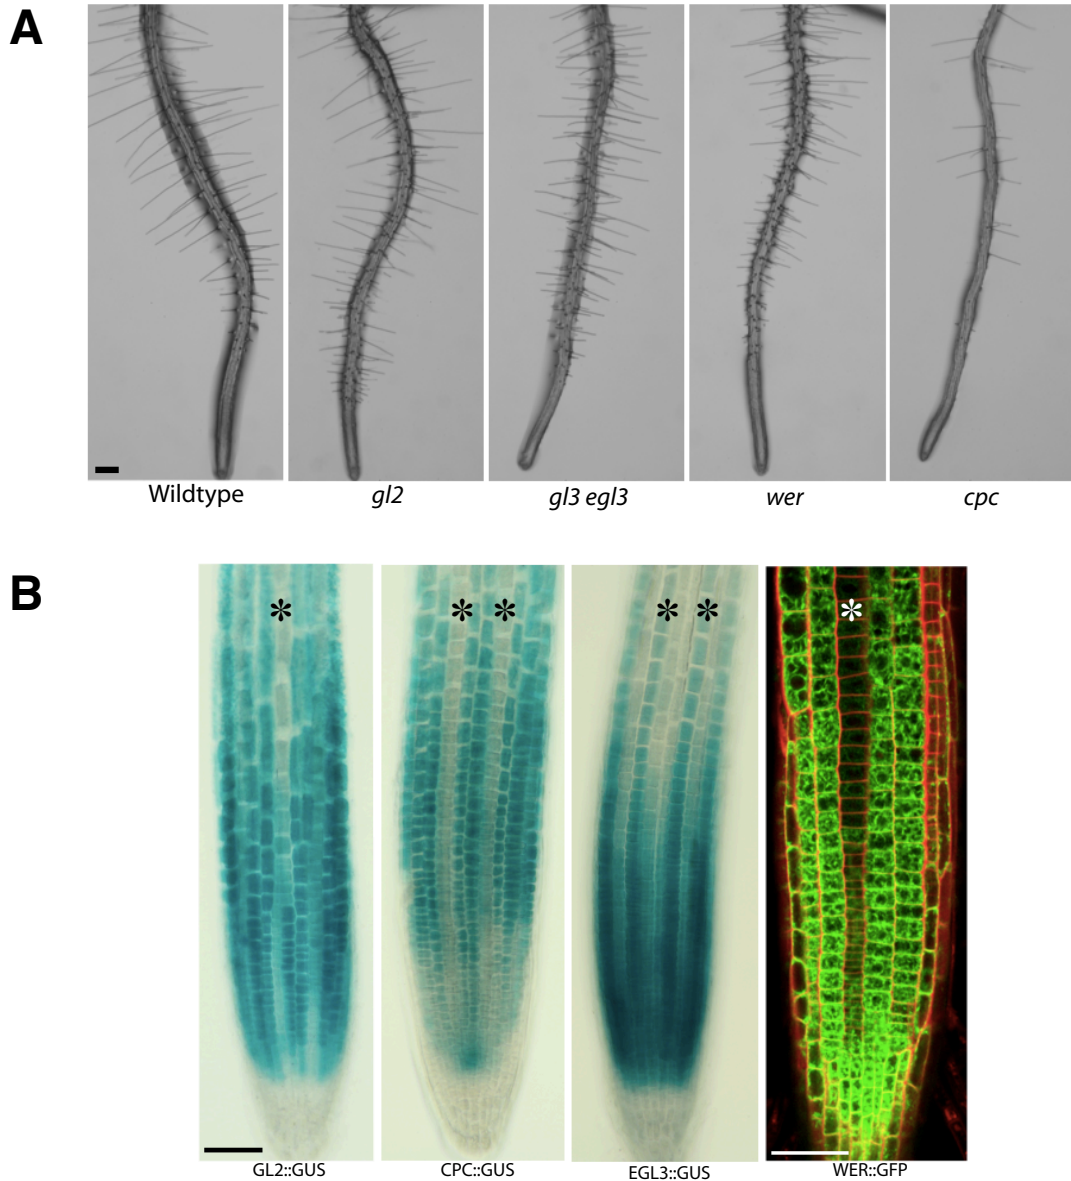 A
Wildtype
gl2
gl3 egl3
wer
cpc
B
* * * * * *
GL2::GUS
CPC::GUS
EGL3::GUS
WER::GFP